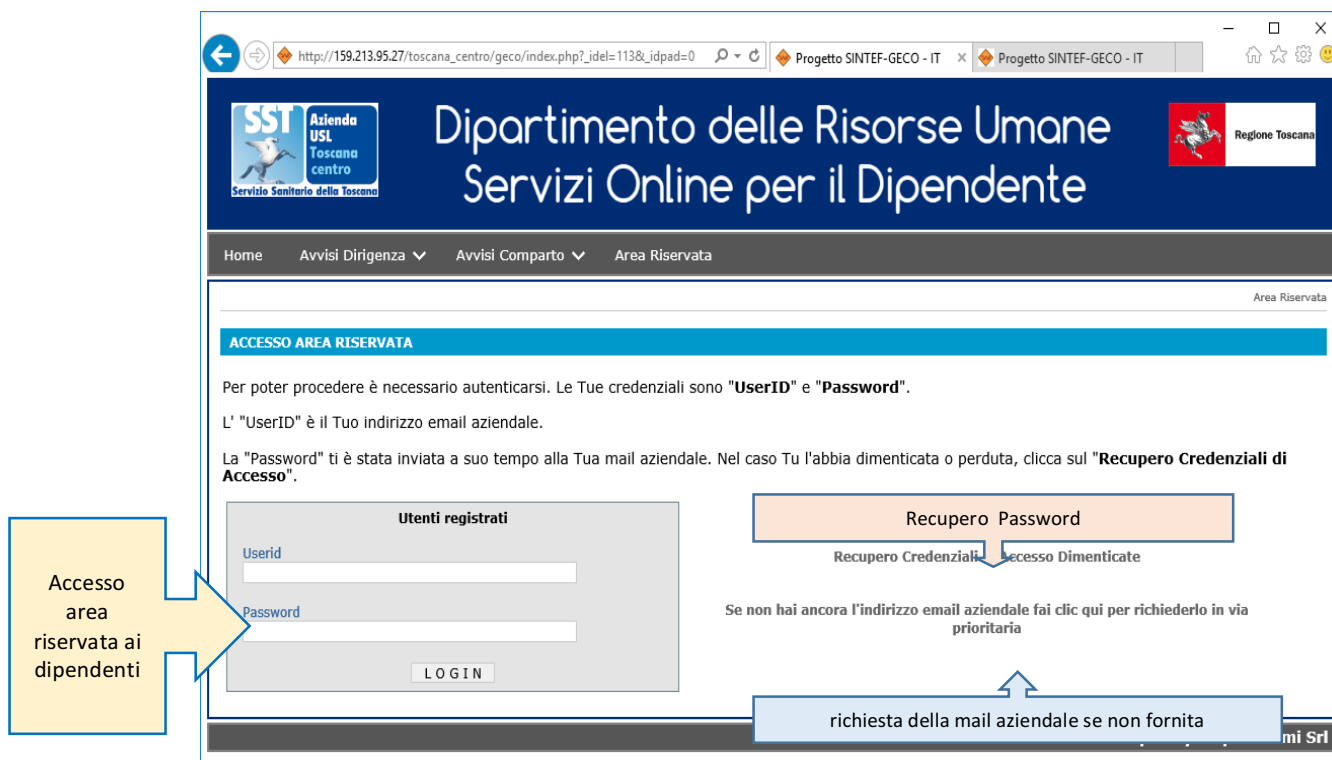 http://159.213.95.27/toscana_centro/geco/index.php?_idel=113&_idpad=0
Progetto SINTEF-GECO - IT
Progetto SINTEF-GECO - IT
SST
Azienda
USL
Toscana
centro
Servizio Sanitario della Toscana
Dipartimento delle Risorse Umane
Servizi Online per il Dipendente
Regione Toscana
Home Avvisi Dirigenza Avvisi Comparto Area Riservata
Area Riservata
ACCESSO AREA RISERVATA
Per poter procedere è necessario autenticarsi. Le Tue credenziali sono "UserID" e "Password".
L' "UserID" è il Tuo indirizzo email aziendale.
La "Password" ti è stata inviata a suo tempo alla Tua mail aziendale. Nel caso Tu l'abbia dimenticata o perduta, clicca sul "Recupero Credenziali di
Accesso".
Utenti registrati
Userid
Password
LOGIN
Accesso
area
riservata ai
dipendenti
Recupero Password
Recupero Credenziali Accesso Dimenticate
Se non hai ancora l'indirizzo email aziendale fai clic qui per richiederlo in via
prioritaria
richiesta della mail aziendale se non fornita
mi Srl